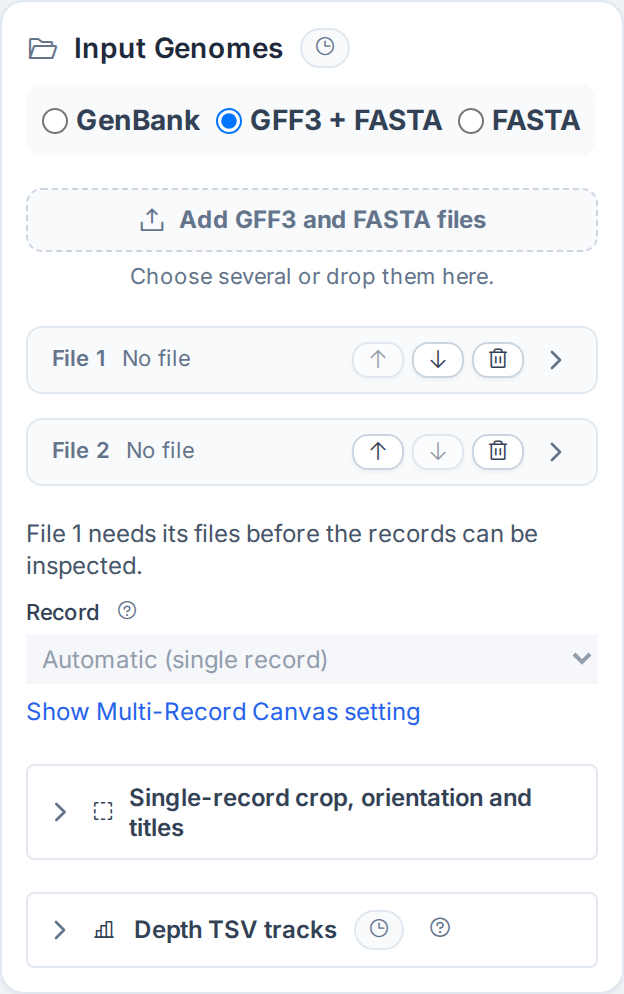 Input Genomes
GenBank GFF3 + FASTA FASTA
Add GFF3 and FASTA files
Choose several or drop them here.
File 1 No file
File 2 No file
File 1 needs its files before the records can be
inspected.
Record
Automatic (single record)
Show Multi-Record Canvas setting
Single-record crop, orientation and
titles
Depth TSV tracks